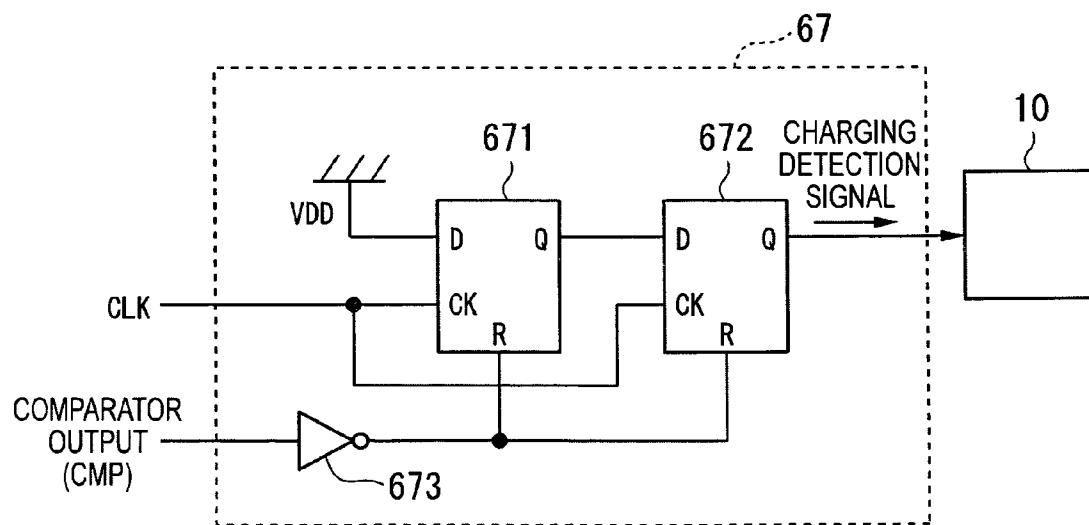 67
10
671
672
CHARGING
DETECTION
SIGNAL
VDD
D
Q
D
Q
CLK
CK
CK
R
R
COMPARATOR
OUTPUT
(CMP)
673